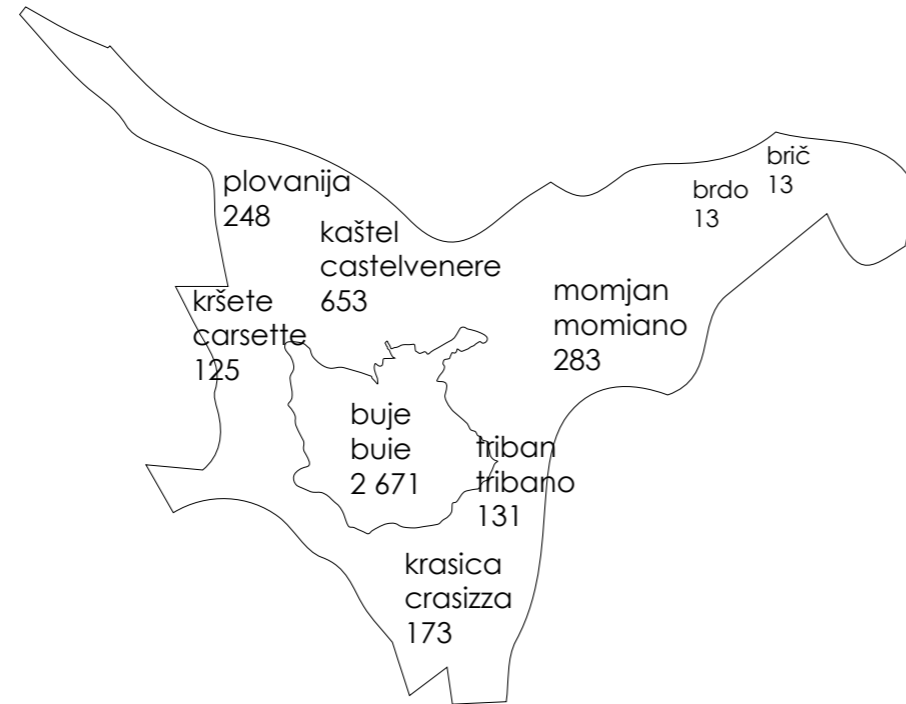 brič
13
brdo
13
plovanija
248
kaštel
castelvenere
653
momjan
momiano
283
kršete
carsette
125
buje
buie
2 671
triban
tribano
131
krasica
crasizza
173